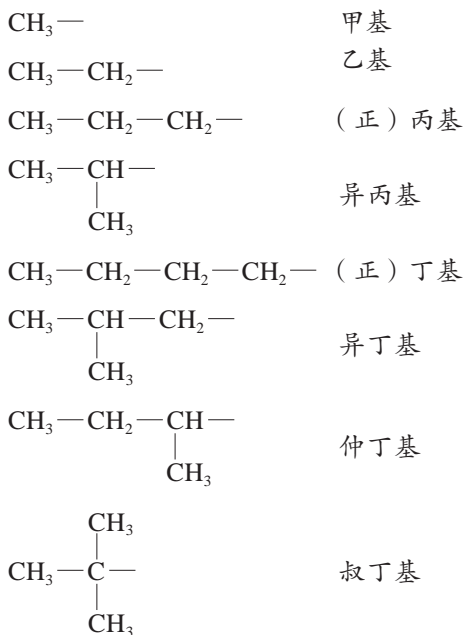 CH₃— 甲基
CH₃—CH₂— 乙基
CH₃—CH₂—CH₂— （正）丙基
CH₃—CH—
CH₃
异丙基
CH₃—CH₂—CH₂—CH₂— （正）丁基
CH₃—CH—CH₂—
CH₃
异丁基
CH₃—CH₂—CH—
CH₃
仲丁基
CH₃
CH₃—C— 叔丁基
CH₃